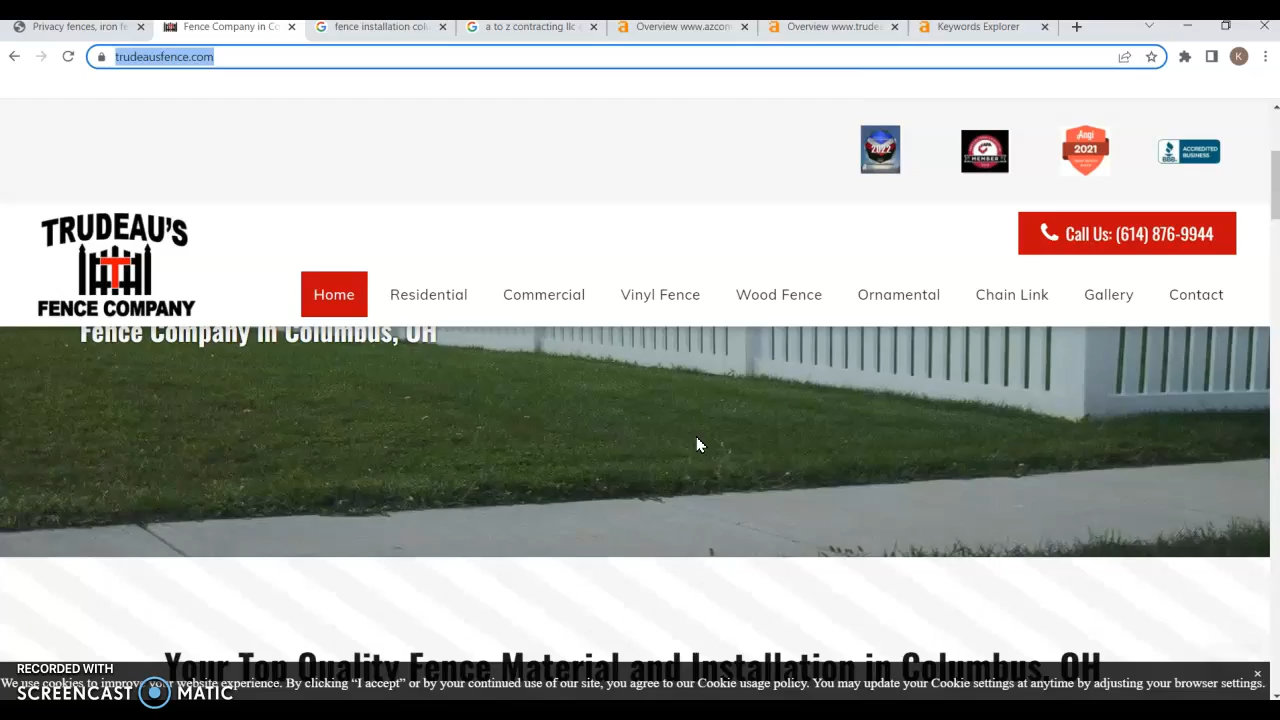 Privacy fences, iron fe
Fence Company in Co
fence installation colu
a to z contracting llc
Overview www.azcom
Overview www.trudea
Keywords Explorer
trudeausfence.com
K
2022
MEMBER
Angi
2021
BBB
ACCREDITED
BUSINESS
TRUDEAU'S
T
FENCE COMPANY
Call Us: (614) 876-9944
Home
Residential
Commercial
Vinyl Fence
Wood Fence
Ornamental
Chain Link
Gallery
Contact
Fence Company in Columbus, OH
Your Top Quality Fence Material and Installation in Columbus, OH
We use cookies to improve your website experience. By clicking “I accept” or by your continued use of our site, you agree to our Cookie usage policy. You may update your Cookie settings at anytime by adjusting your browser settings.
RECORDED WITH
SCREENCAST MATIC